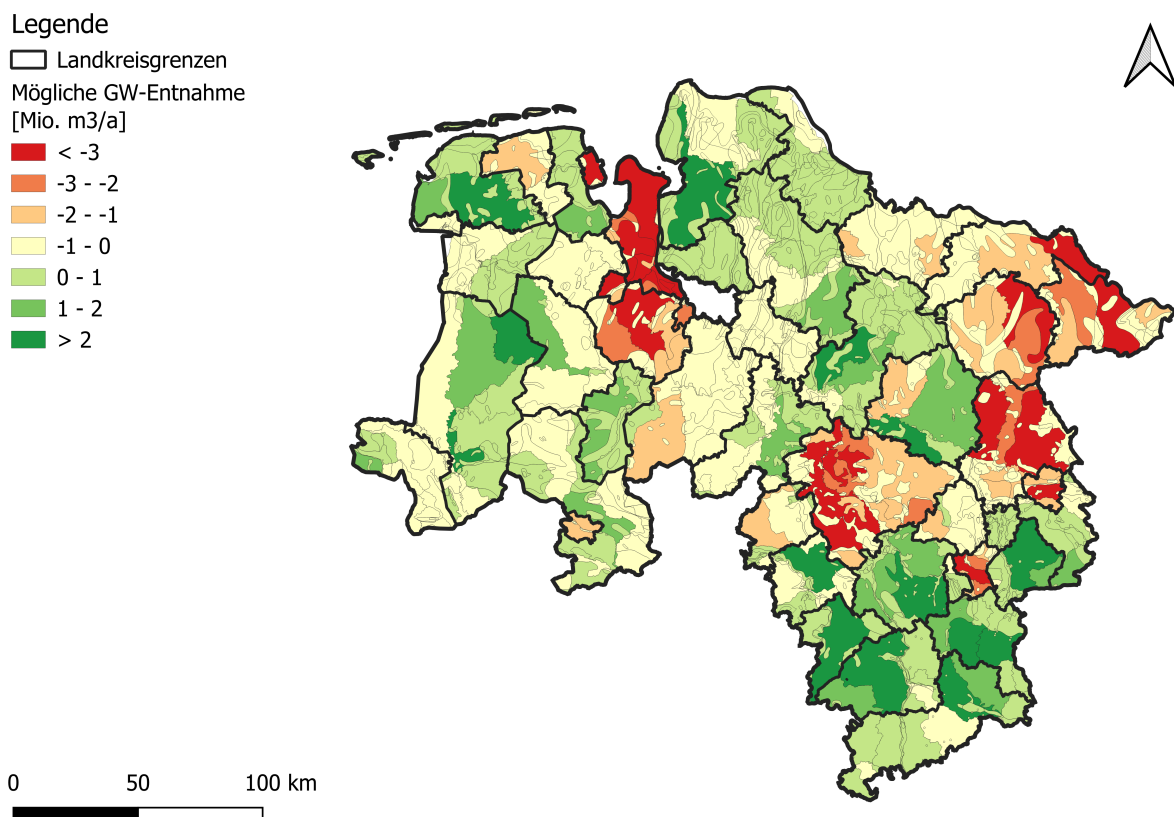 Legende
Landkreisgrenzen
Mögliche GW-Entnahme
[Mio. m3/a]
< -3
-3 - -2
-2 - -1
-1 - 0
0 - 1
1 - 2
> 2
0 50 100 km